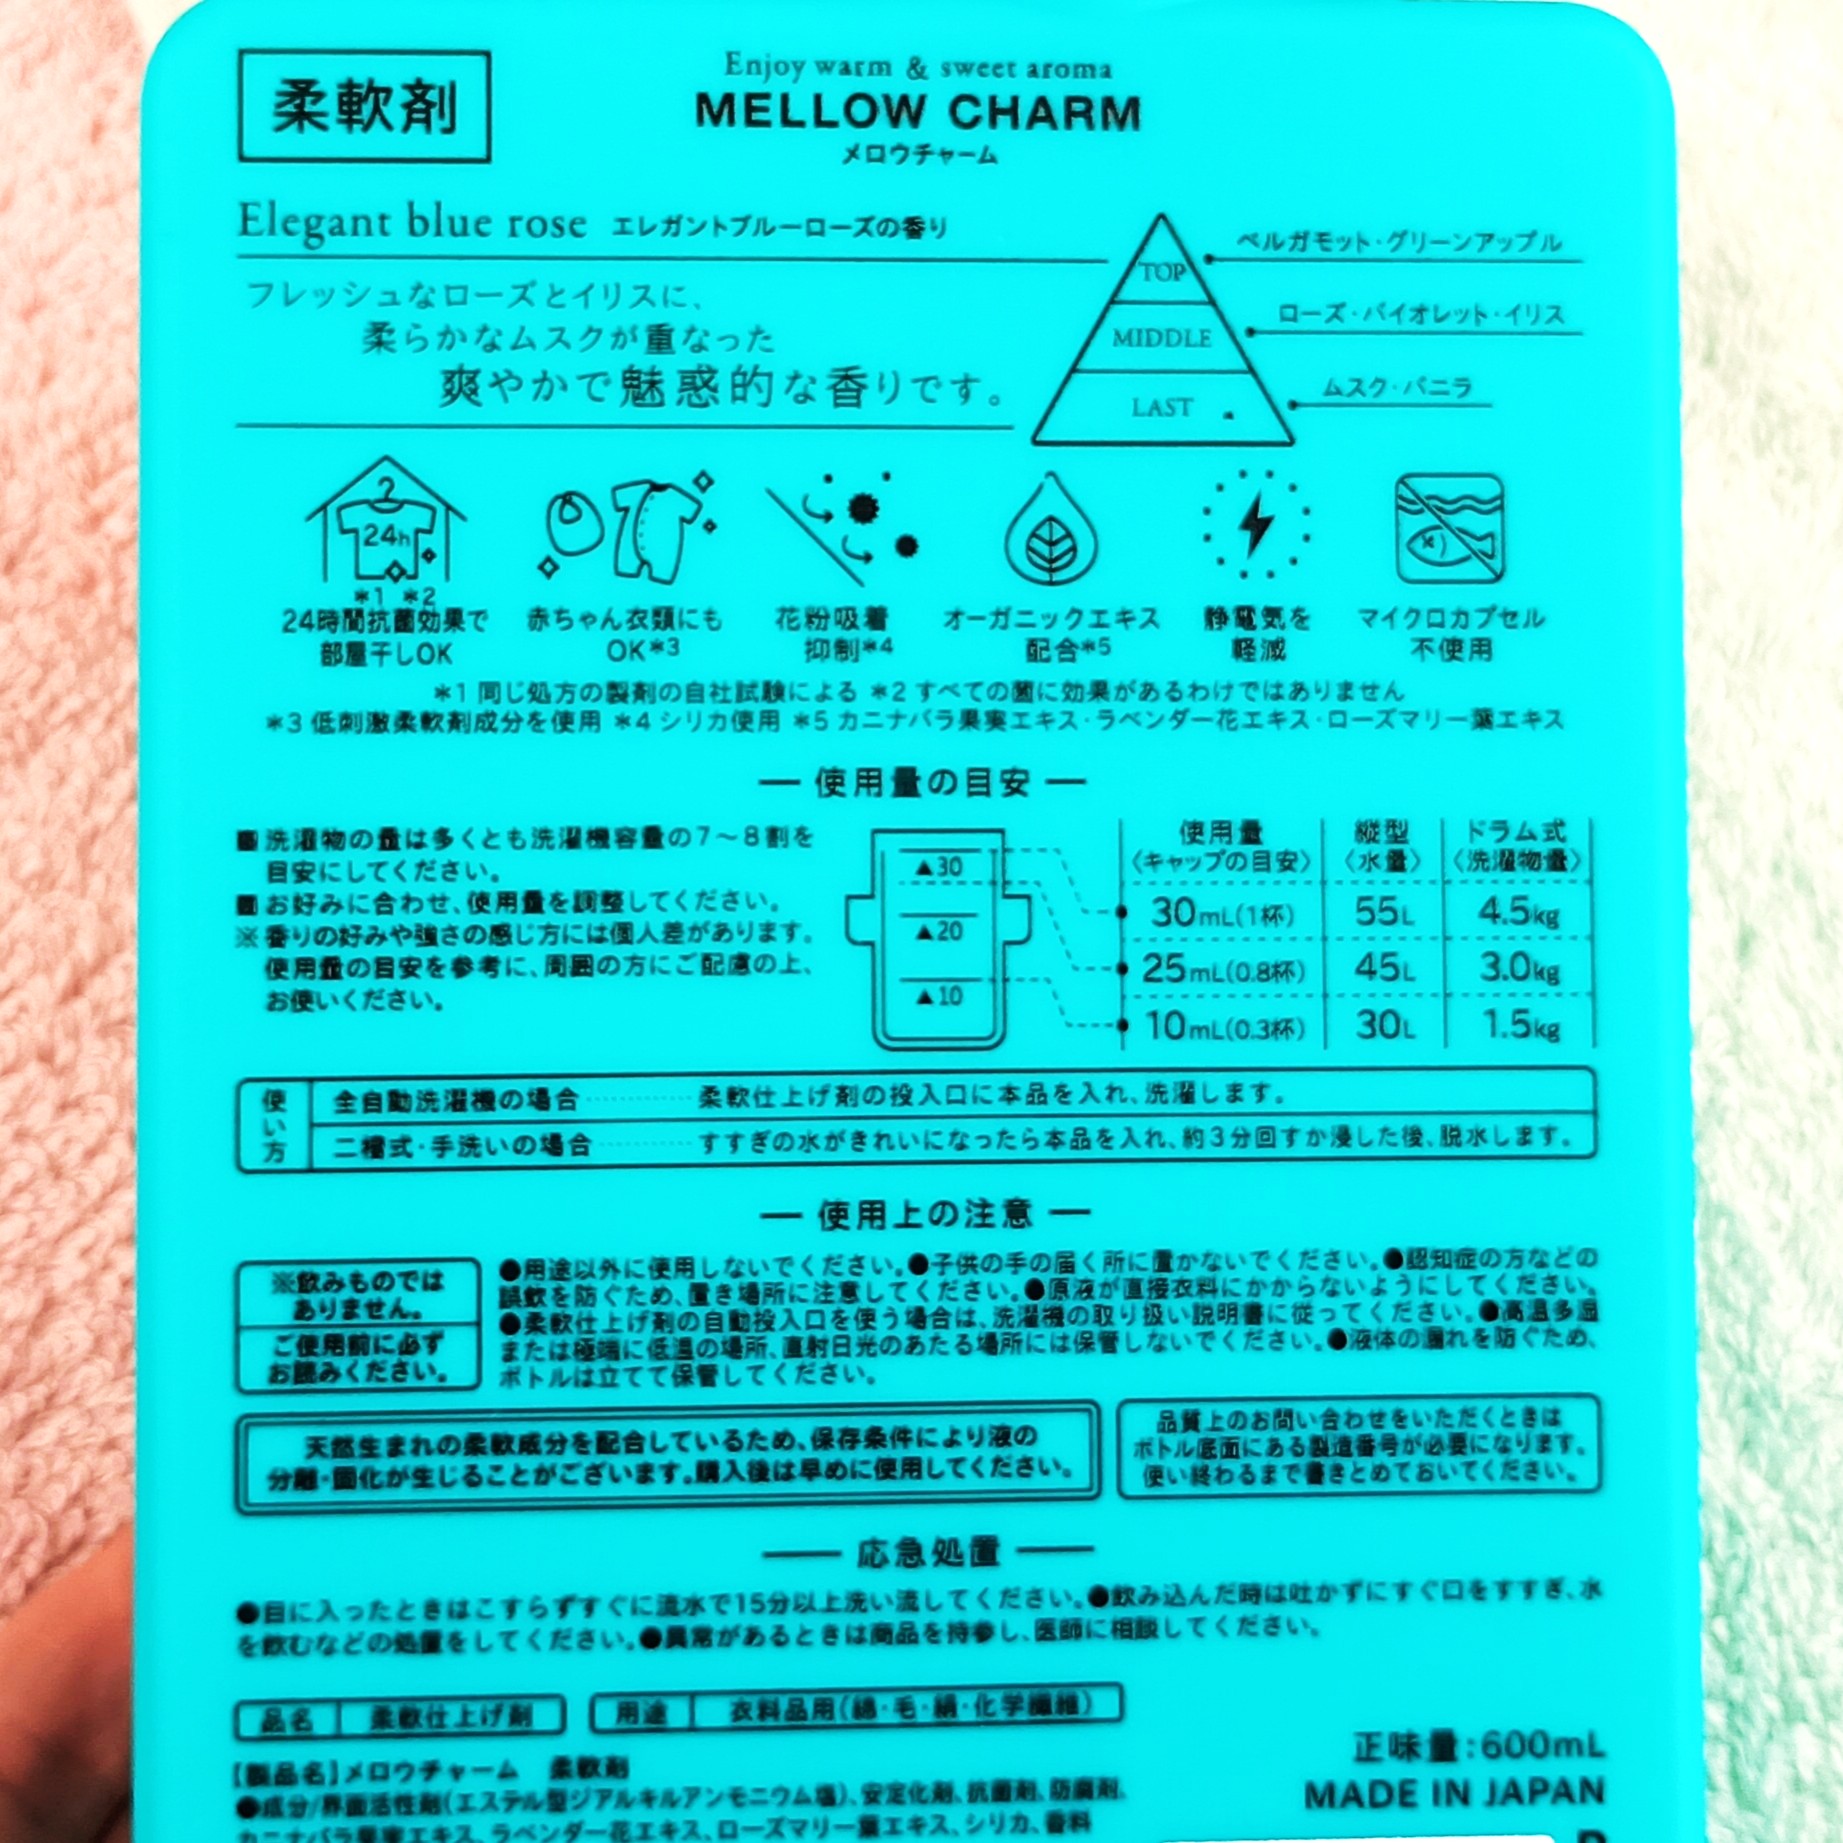 柔軟剤
Enjoy warm & sweet aroma
MELLOW CHARM
メロウチャーム
Elegant blue rose エレガントブルーローズの香り
フレッシュなローズとイリスに、
柔らかなムスクが重なった
爽やかで魅惑的な香りです。
TOP
ベルガモット・グリーンアップル
MIDDLE
ローズ・バイオレット・イリス
LAST
ムスク・バニラ
24h
*1 *2
24時間抗菌効果で
部屋干しOK
赤ちゃん衣類にも
OK*3
花粉吸着
抑制*4
オーガニックエキス
配合*5
静電気を
軽減
マイクロカプセル
不使用
*1 同じ処方の製剤の自社試験による *2 すべての菌に効果があるわけではありません
*3 低刺激柔軟剤成分を使用 *4 シリカ使用 *5 カニナバラ果実エキス・ラベンダー花エキス・ローズマリー葉エキス
― 使用量の目安 ―
■ 洗濯物の量は多くとも洗濯機容量の7～8割を
目安にしてください。
■ お好みに合わせ、使用量を調整してください。
※ 香りの好みや強さの感じ方には個人差があります。
使用量の目安を参考に、周囲の方にご配慮の上、
お使いください。
▲30
▲20
▲10
使用量 縦型 ドラム式
〈キャップの目安〉 〈水量〉 〈洗濯物量〉
30mL(1杯) 55L 4.5kg
25mL(0.8杯) 45L 3.0kg
10mL(0.3杯) 30L 1.5kg
使い方
全自動洗濯機の場合 ………… 柔軟仕上げ剤の投入口に本品を入れ、洗濯します。
二槽式・手洗いの場合 ………… すすぎの水がきれいになったら本品を入れ、約3分回すか浸した後、脱水します。
― 使用上の注意 ―
※飲みものでは
ありません。
ご使用前に必ず
お読みください。
●用途以外に使用しないでください。●子供の手の届く所に置かないでください。●認知症の方などの
誤飲を防ぐため、置き場所に注意してください。●原液が直接衣料にかからないようにしてください。
●柔軟仕上げ剤の自動投入口を使う場合は、洗濯機の取り扱い説明書に従ってください。●高温多湿
または極端に低温の場所、直射日光のあたる場所には保管しないでください。●液体の漏れを防ぐため、
ボトルは立てて保管してください。
天然生まれの柔軟成分を配合しているため、保存条件により液の
分離・固化が生じることがございます。購入後は早めに使用してください。
品質上のお問い合わせをいただくときは
ボトル底面にある製造番号が必要になります。
使い終わるまで書きとめておいてください。
― 応急処置 ―
●目に入ったときはこすらずすぐに流水で15分以上洗い流してください。●飲み込んだ時は吐かずにすぐ口をすすぎ、水
を飲むなどの処置をしてください。●異常があるときは商品を持参し、医師に相談してください。
品名 柔軟仕上げ剤
用途 衣料品用(綿・毛・絹・化学繊維)
【製品名】メロウチャーム 柔軟剤
●成分/界面活性剤(エステル型ジアルキルアンモニウム塩)、安定化剤、抗菌剤、防腐剤、
カニナバラ果実エキス、ラベンダー花エキス、ローズマリー葉エキス、シリカ、香料
正味量:600mL
MADE IN JAPAN